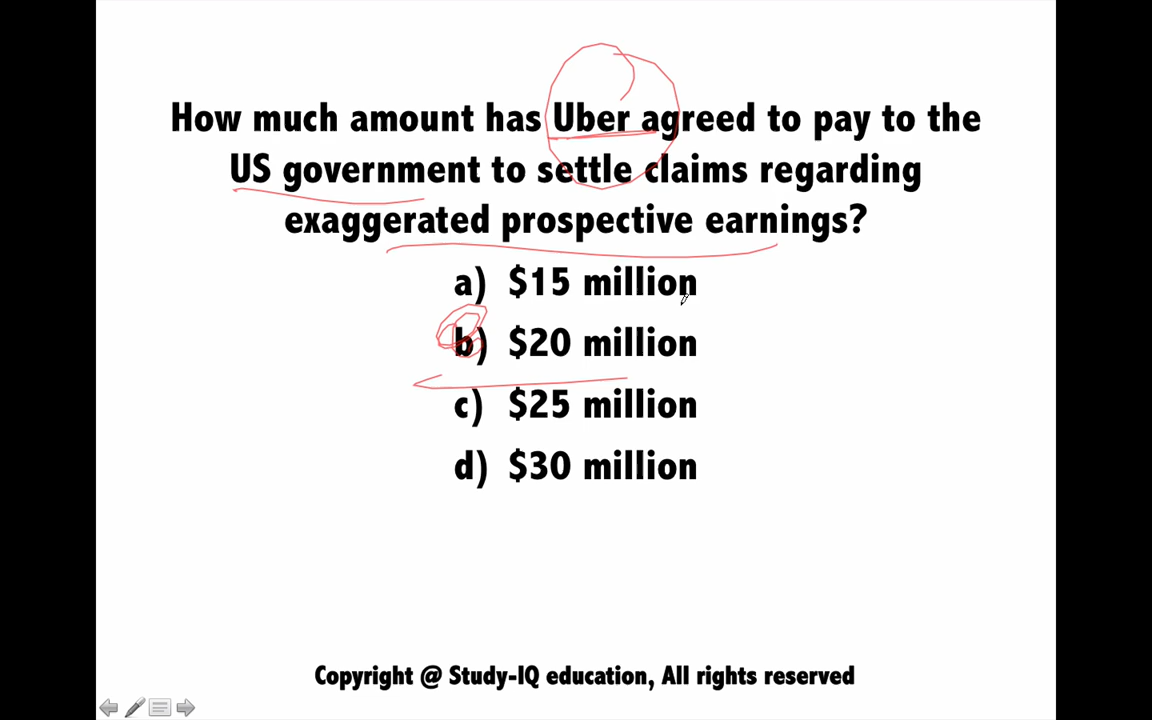 How much amount has Uber agreed to pay to the
US government to settle claims regarding
exaggerated prospective earnings?
a) $15 million
b) $20 million
c) $25 million
d) $30 million
Copyright @ Study-IQ education, All rights reserved